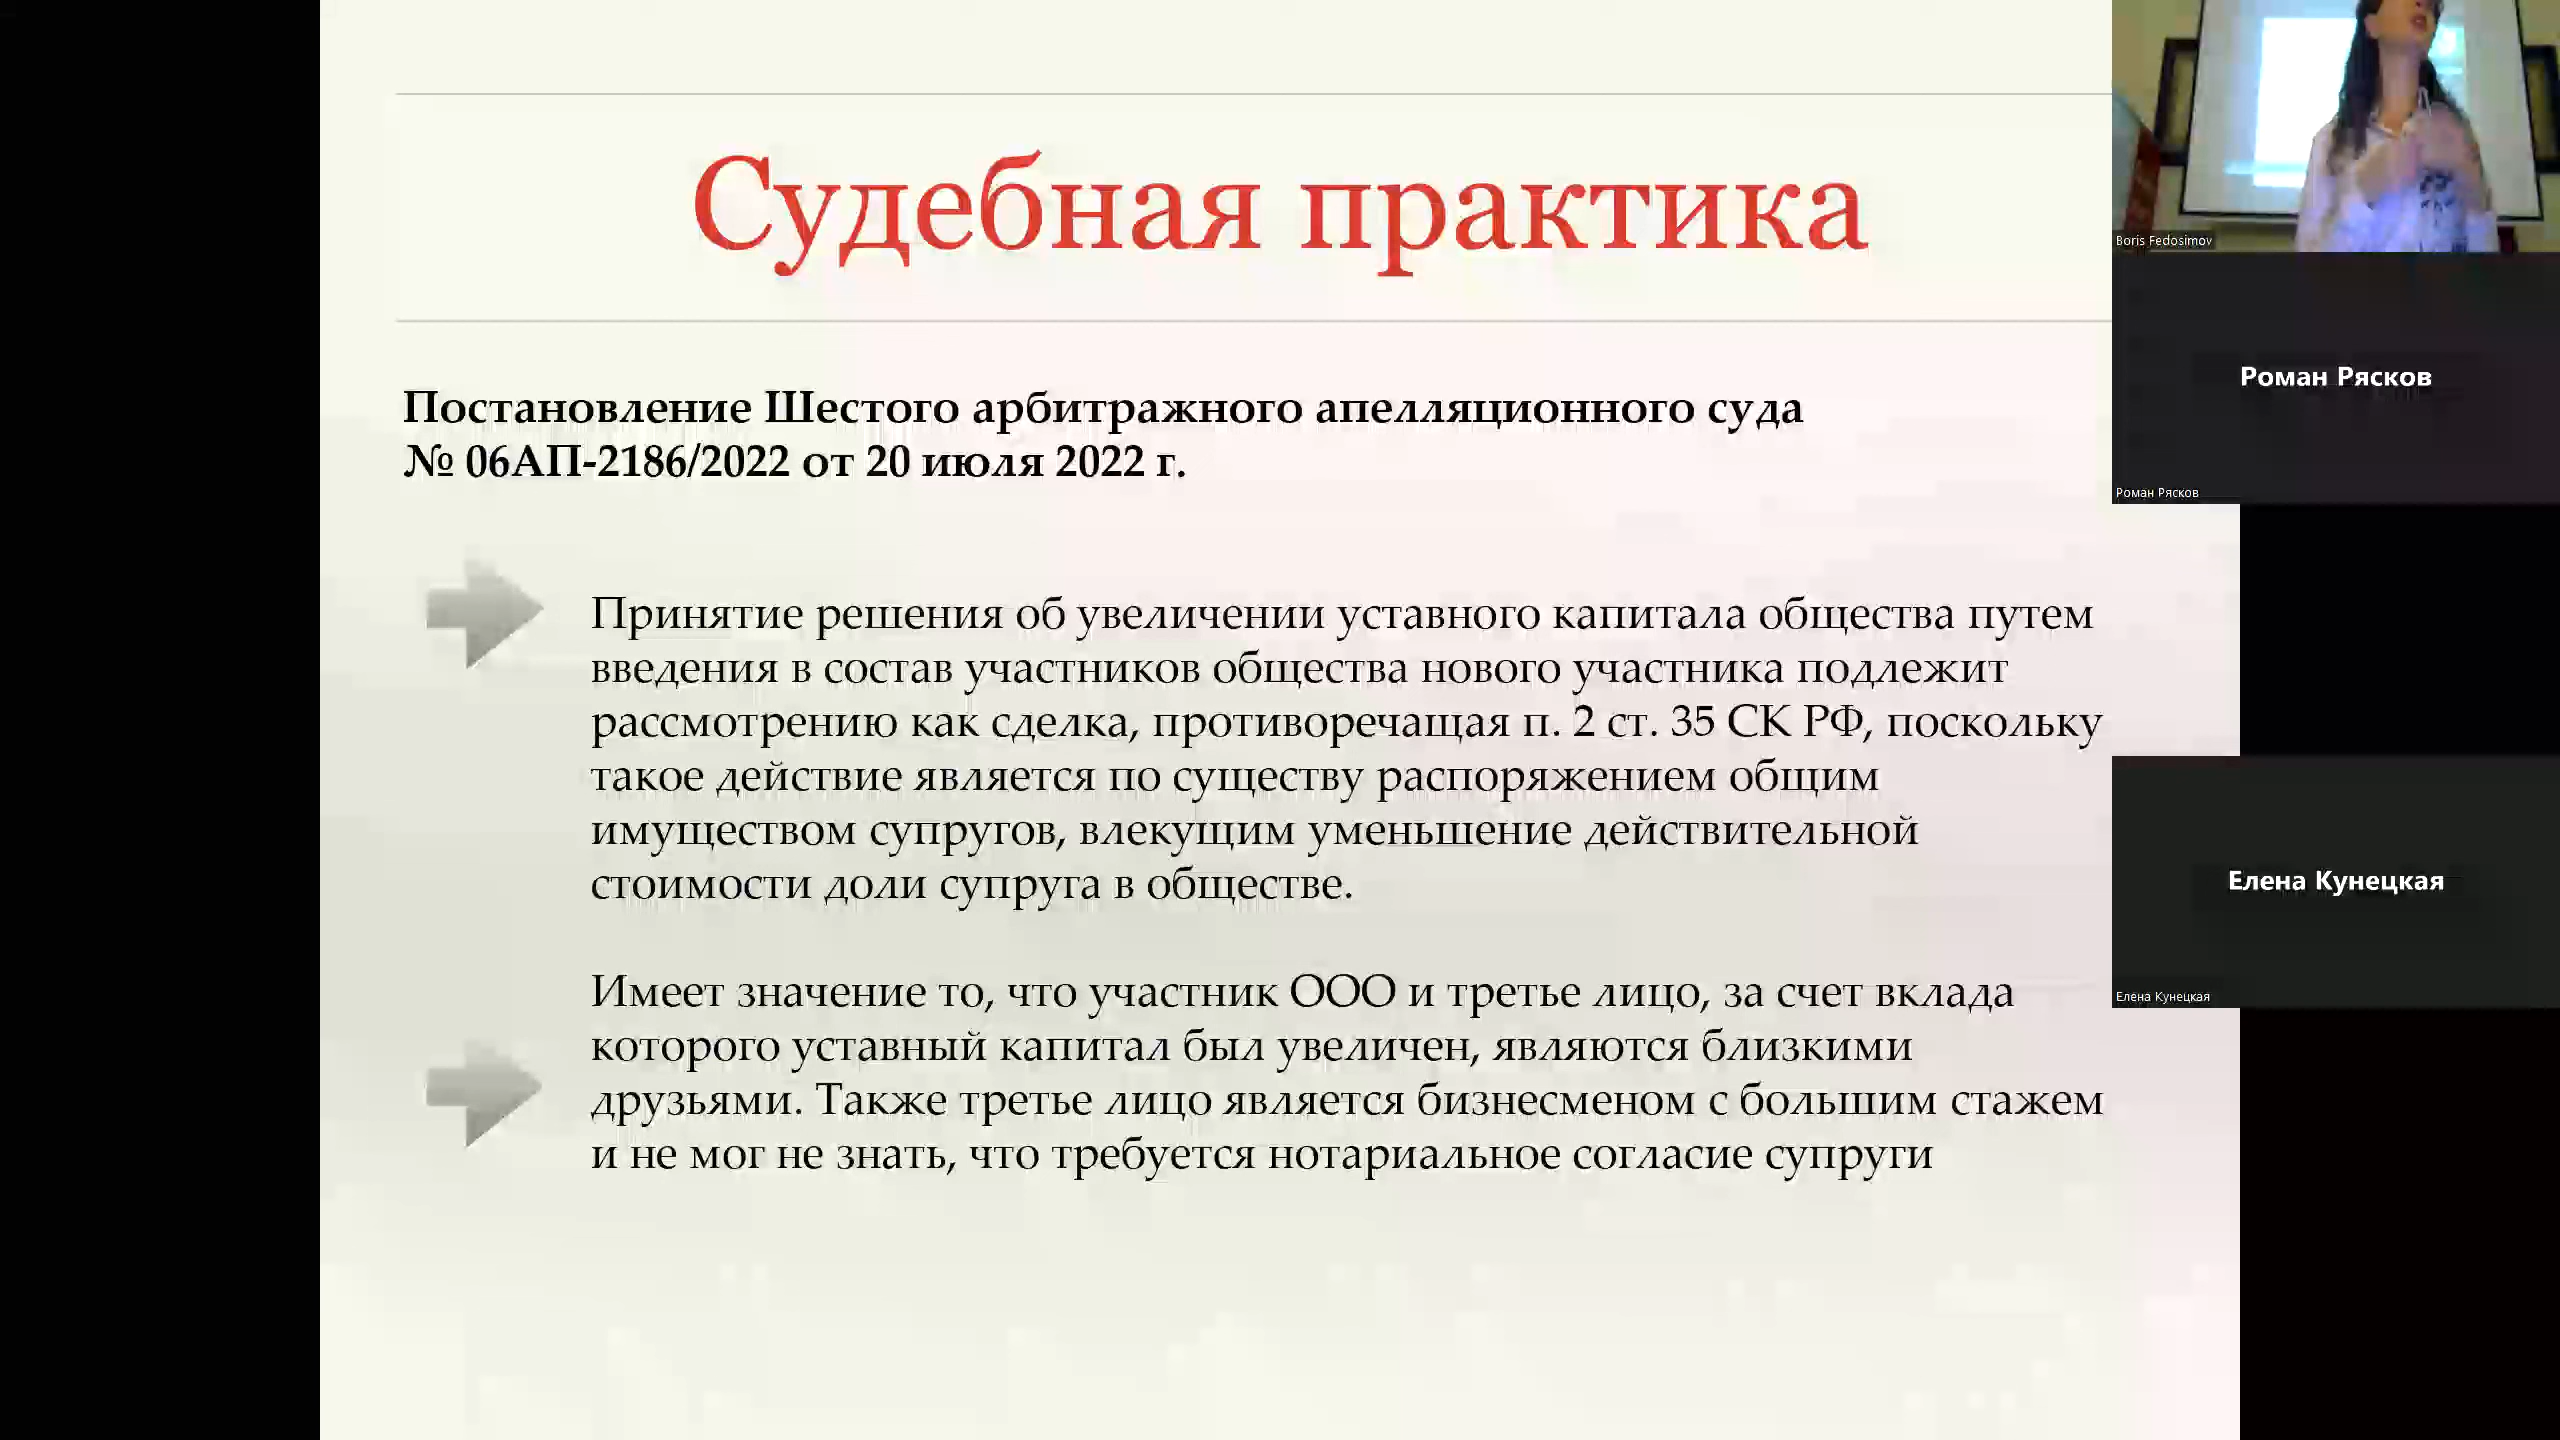 Судебная практика
Постановление Шестого арбитражного апелляционного суда
№ 06АП-2186/2022 от 20 июля 2022 г.
Принятие решения об увеличении уставного капитала общества путем
введения в состав участников общества нового участника подлежит
рассмотрению как сделка, противоречащая п. 2 ст. 35 СК РФ, поскольку
такое действие является по существу распоряжением общим
имуществом супругов, влекущим уменьшение действительной
стоимости доли супруга в обществе.
Имеет значение то, что участник ООО и третье лицо, за счет вклада
которого уставный капитал был увеличен, являются близкими
друзьями. Также третье лицо является бизнесменом с большим стажем
и не мог не знать, что требуется нотариальное согласие супруги
Boris Fedosimov
Роман Рясков
Роман Рясков
Елена Кунецкая
Елена Кунецкая